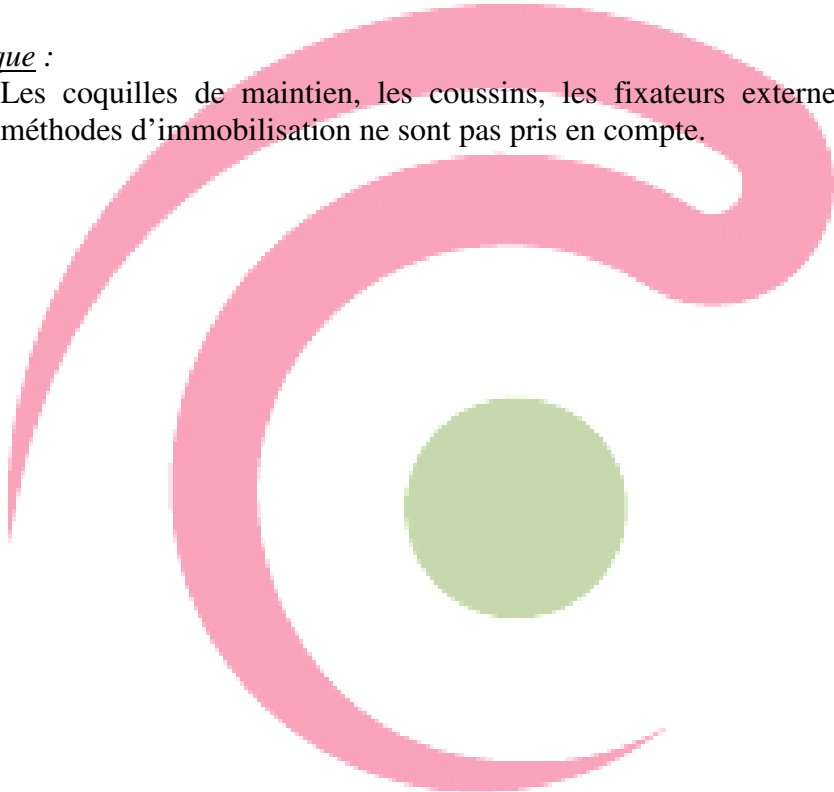 que :
Les coquilles de maintien, les coussins, les fixateurs externe
méthodes d’immobilisation ne sont pas pris en compte.